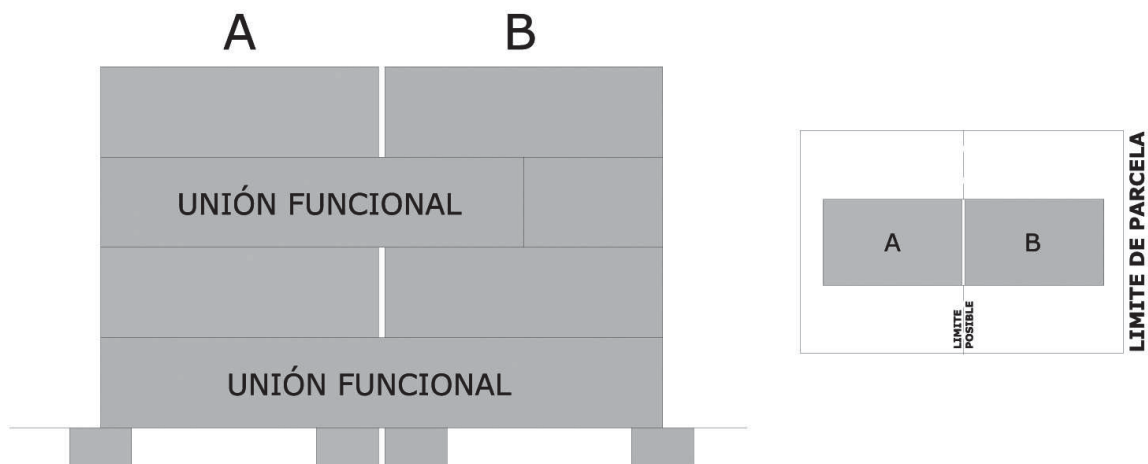 A
B
UNIÓN FUNCIONAL
UNIÓN FUNCIONAL
A
B
LIMITE
POSIBLE
LIMITE DE PARCELA